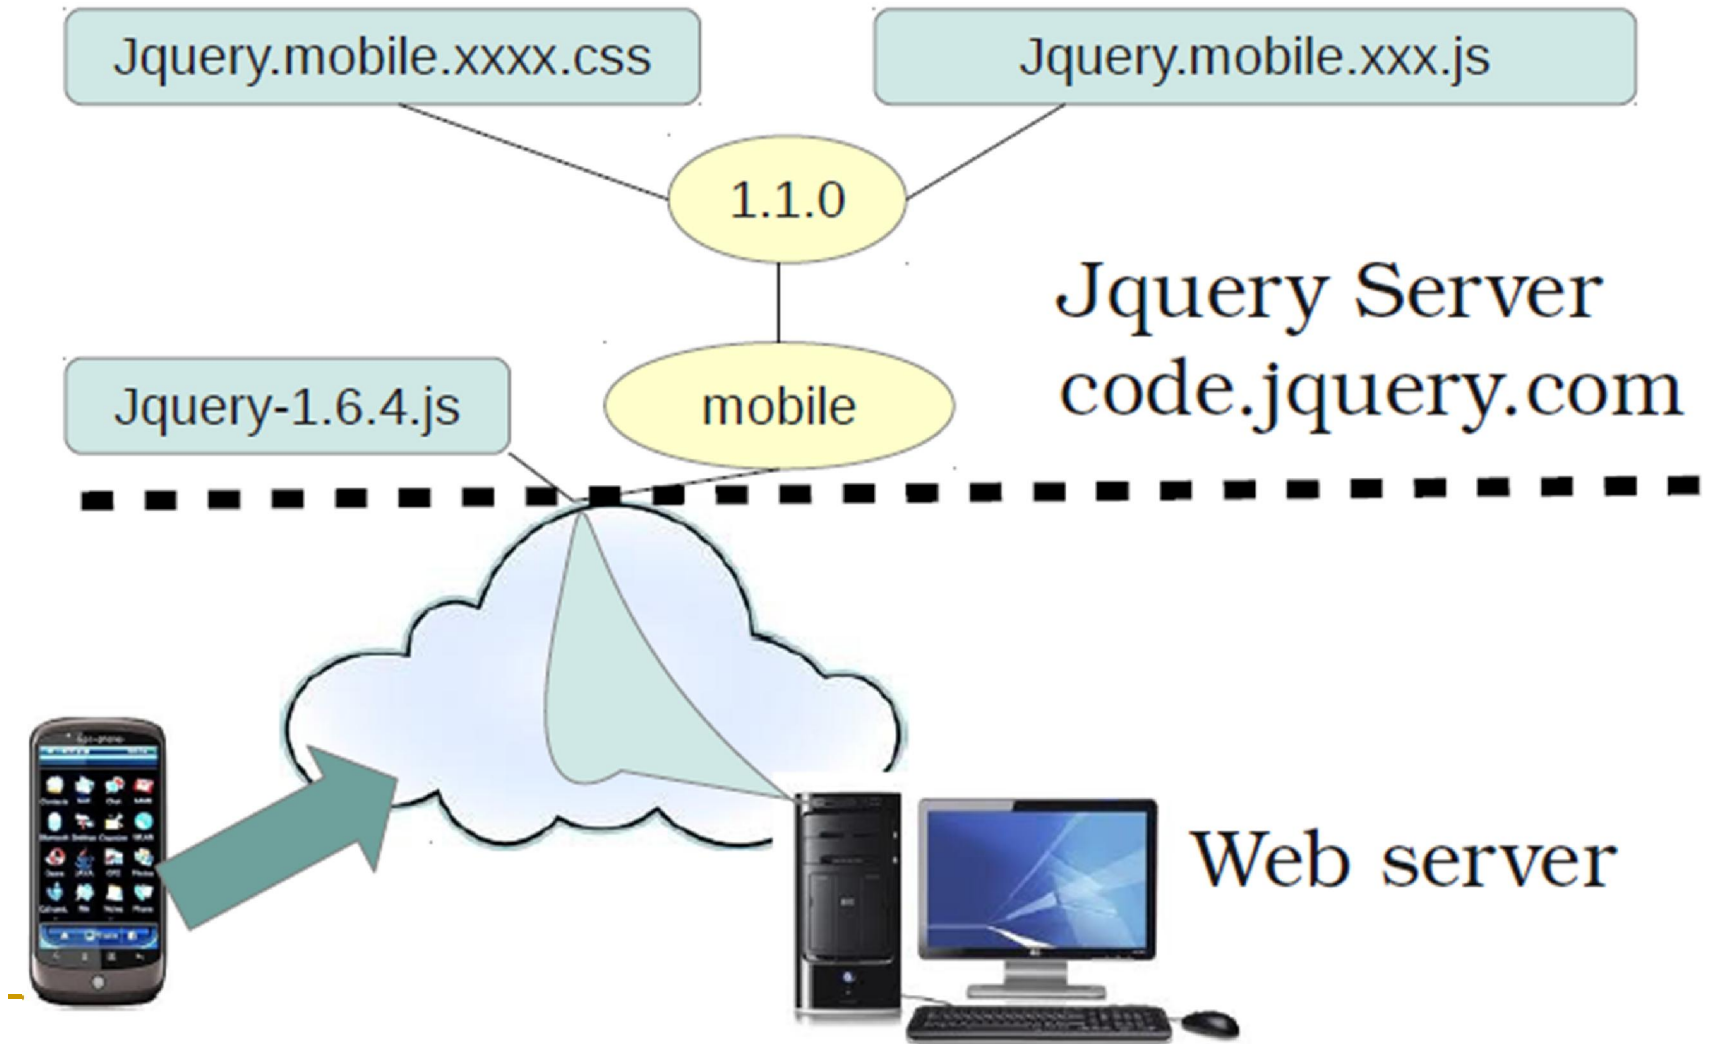 Jquery.mobile.xxxx.css
Jquery.mobile.xxx.js
1.1.0
Jquery Server
code.jquery.com
Jquery-1.6.4.js
mobile
Web server